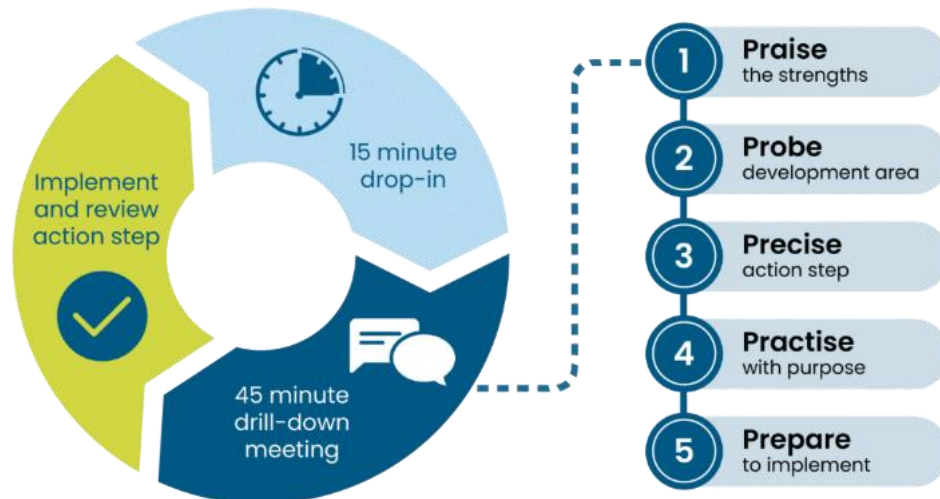 15 minute
drop-in
45 minute
drill-down
meeting
Implement
and review
action step
1
Praise
the strengths
2
Probe
development area
3
Precise
action step
4
Practise
with purpose
5
Prepare
to implement